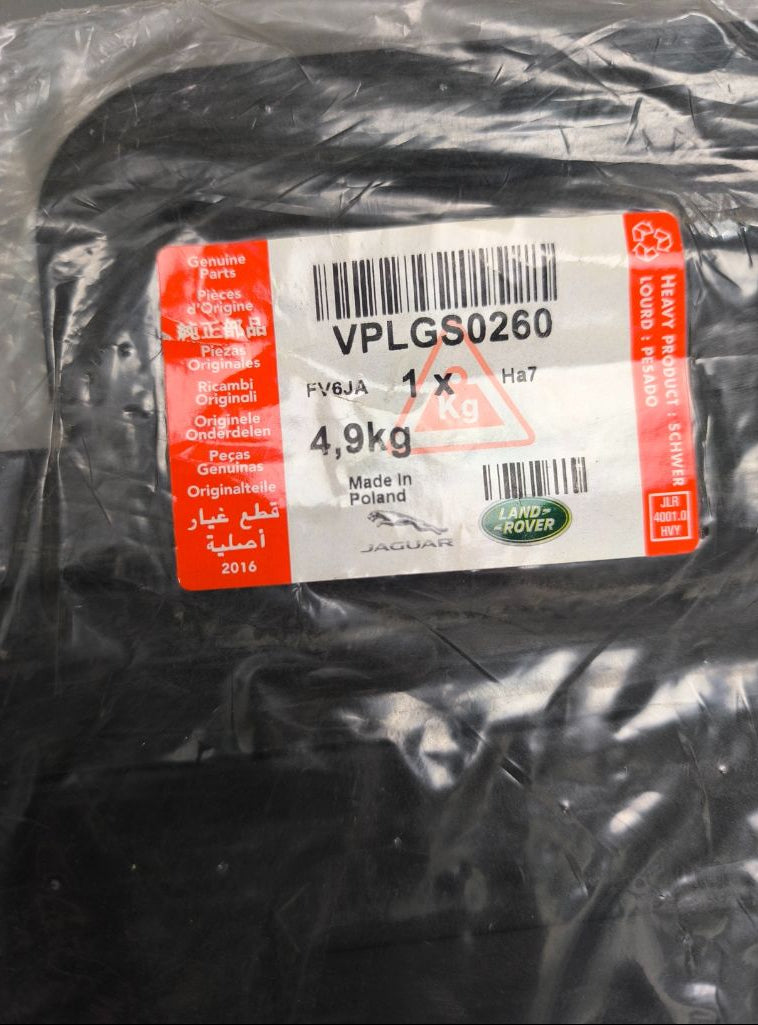 Genuine
Parts
Pièces
d'Origine
純正部品
Piezas
Originales
Ricambi
Originali
Originele
Onderdelen
Peças
Genuinas
Originalteile
قطع غيار
أصلية
2016
VPLGS0260
FV6JA 1 x Ha7
Kg
4,9kg
Made In
Poland
JAGUAR
LAND-
ROVER
HEAVY PRODUCT : SCHWER
LOURD : PESADO
JLR
4001.0
HVY